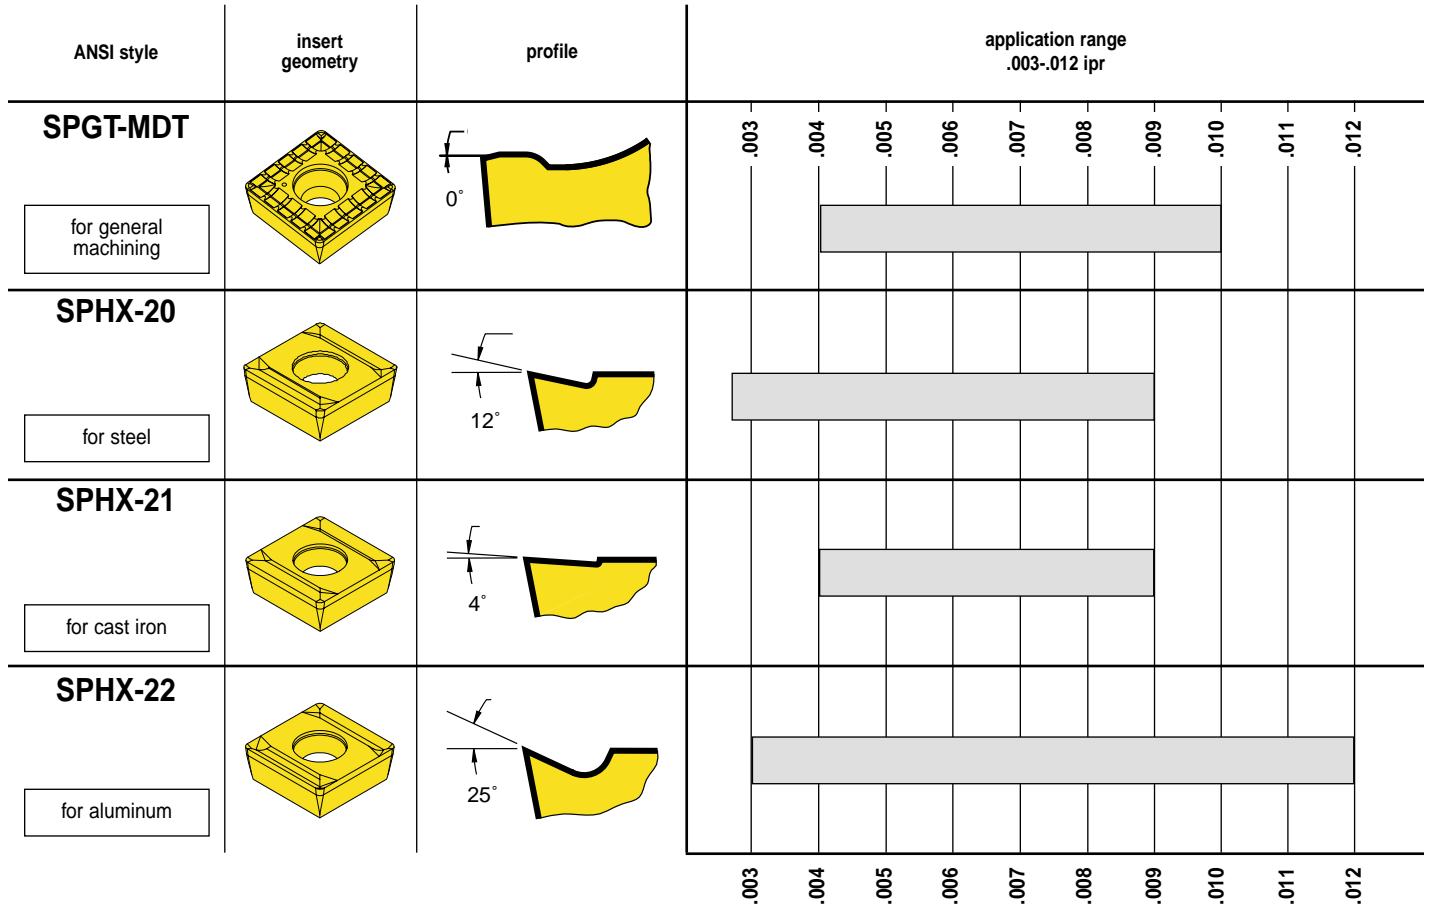 ANSI style
insert
geometry
profile
application range
.003-.012 ipr
SPGT-MDT
for general
machining
0°
.003 .004 .005 .006 .007 .008 .009 .010 .011 .012
SPHX-20
for steel
12°
SPHX-21
for cast iron
4°
SPHX-22
for aluminum
25°
.003 .004 .005 .006 .007 .008 .009 .010 .011 .012